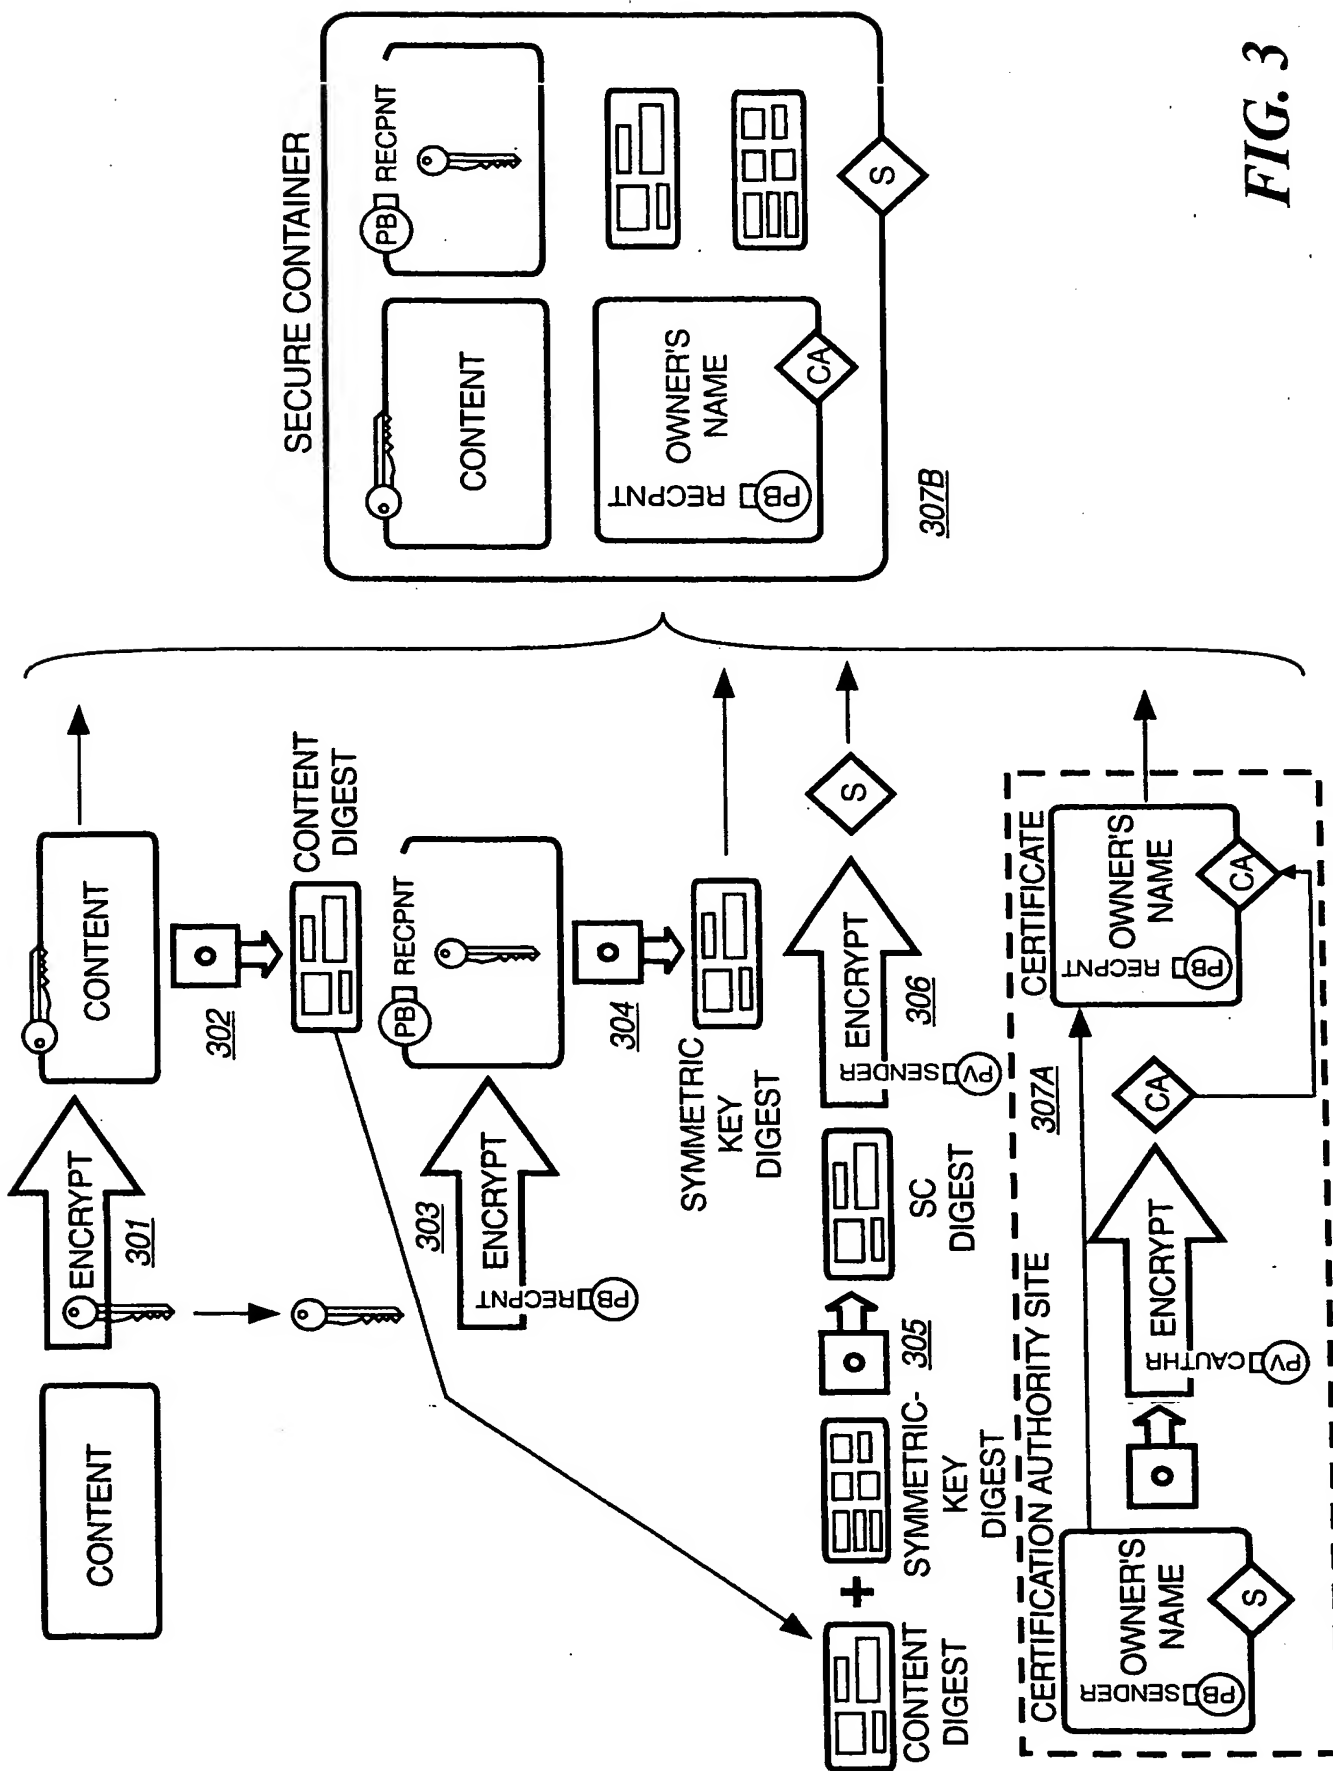 CONTENT
ENCRYPT
301
CONTENT
302
CONTENT
DIGEST
303
ENCRYPT
RECPNT
PB
PB
RECPNT
304
SYMMETRIC
KEY
DIGEST
CONTENT
DIGEST
+
SYMMETRIC-
KEY
DIGEST
305
SC
DIGEST
ENCRYPT
SENDER
PV
306
S
CERTIFICATION AUTHORITY SITE
307A
OWNER'S
NAME
SENDER
PB
S
ENCRYPT
CAUTHR
PV
CA
CERTIFICATE
OWNER'S
NAME
RECPNT
PB
CA
SECURE CONTAINER
CONTENT
PB
RECPNT
OWNER'S
NAME
RECPNT
PB
CA
S
307B
FIG. 3